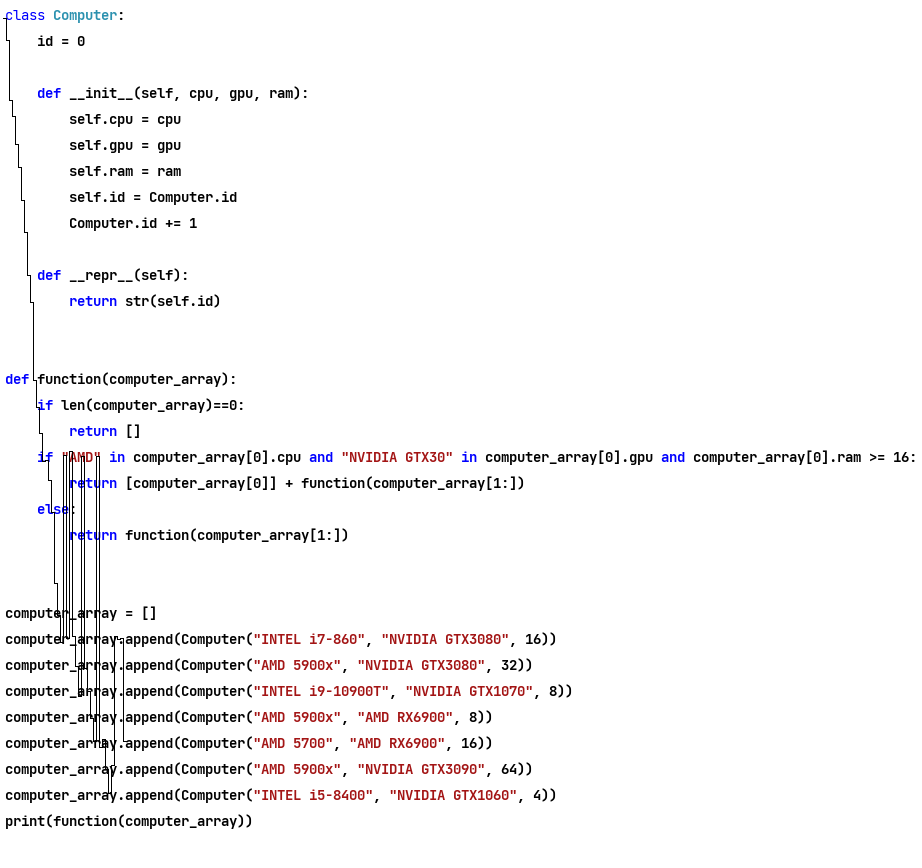 class Computer:
    id = 0
    def __init__(self, cpu, gpu, ram):
        self.cpu = cpu
        self.gpu = gpu
        self.ram = ram
        self.id = Computer.id
        Computer.id += 1
    def __repr__(self):
        return str(self.id)
def function(computer_array):
    if len(computer_array)==0:
        return []
    if "AMD" in computer_array[0].cpu and "NVIDIA GTX30" in computer_array[0].gpu and computer_array[0].ram >= 16:
        return [computer_array[0]] + function(computer_array[1:])
    else:
        return function(computer_array[1:])
computer_array = []
computer_array.append(Computer("INTEL i7-860", "NVIDIA GTX3080", 16))
computer_array.append(Computer("AMD 5900x", "NVIDIA GTX3080", 32))
computer_array.append(Computer("INTEL i9-10900T", "NVIDIA GTX1070", 8))
computer_array.append(Computer("AMD 5900x", "AMD RX6900", 8))
computer_array.append(Computer("AMD 5700", "AMD RX6900", 16))
computer_array.append(Computer("AMD 5900x", "NVIDIA GTX3090", 64))
computer_array.append(Computer("INTEL i5-8400", "NVIDIA GTX1060", 4))
print(function(computer_array))